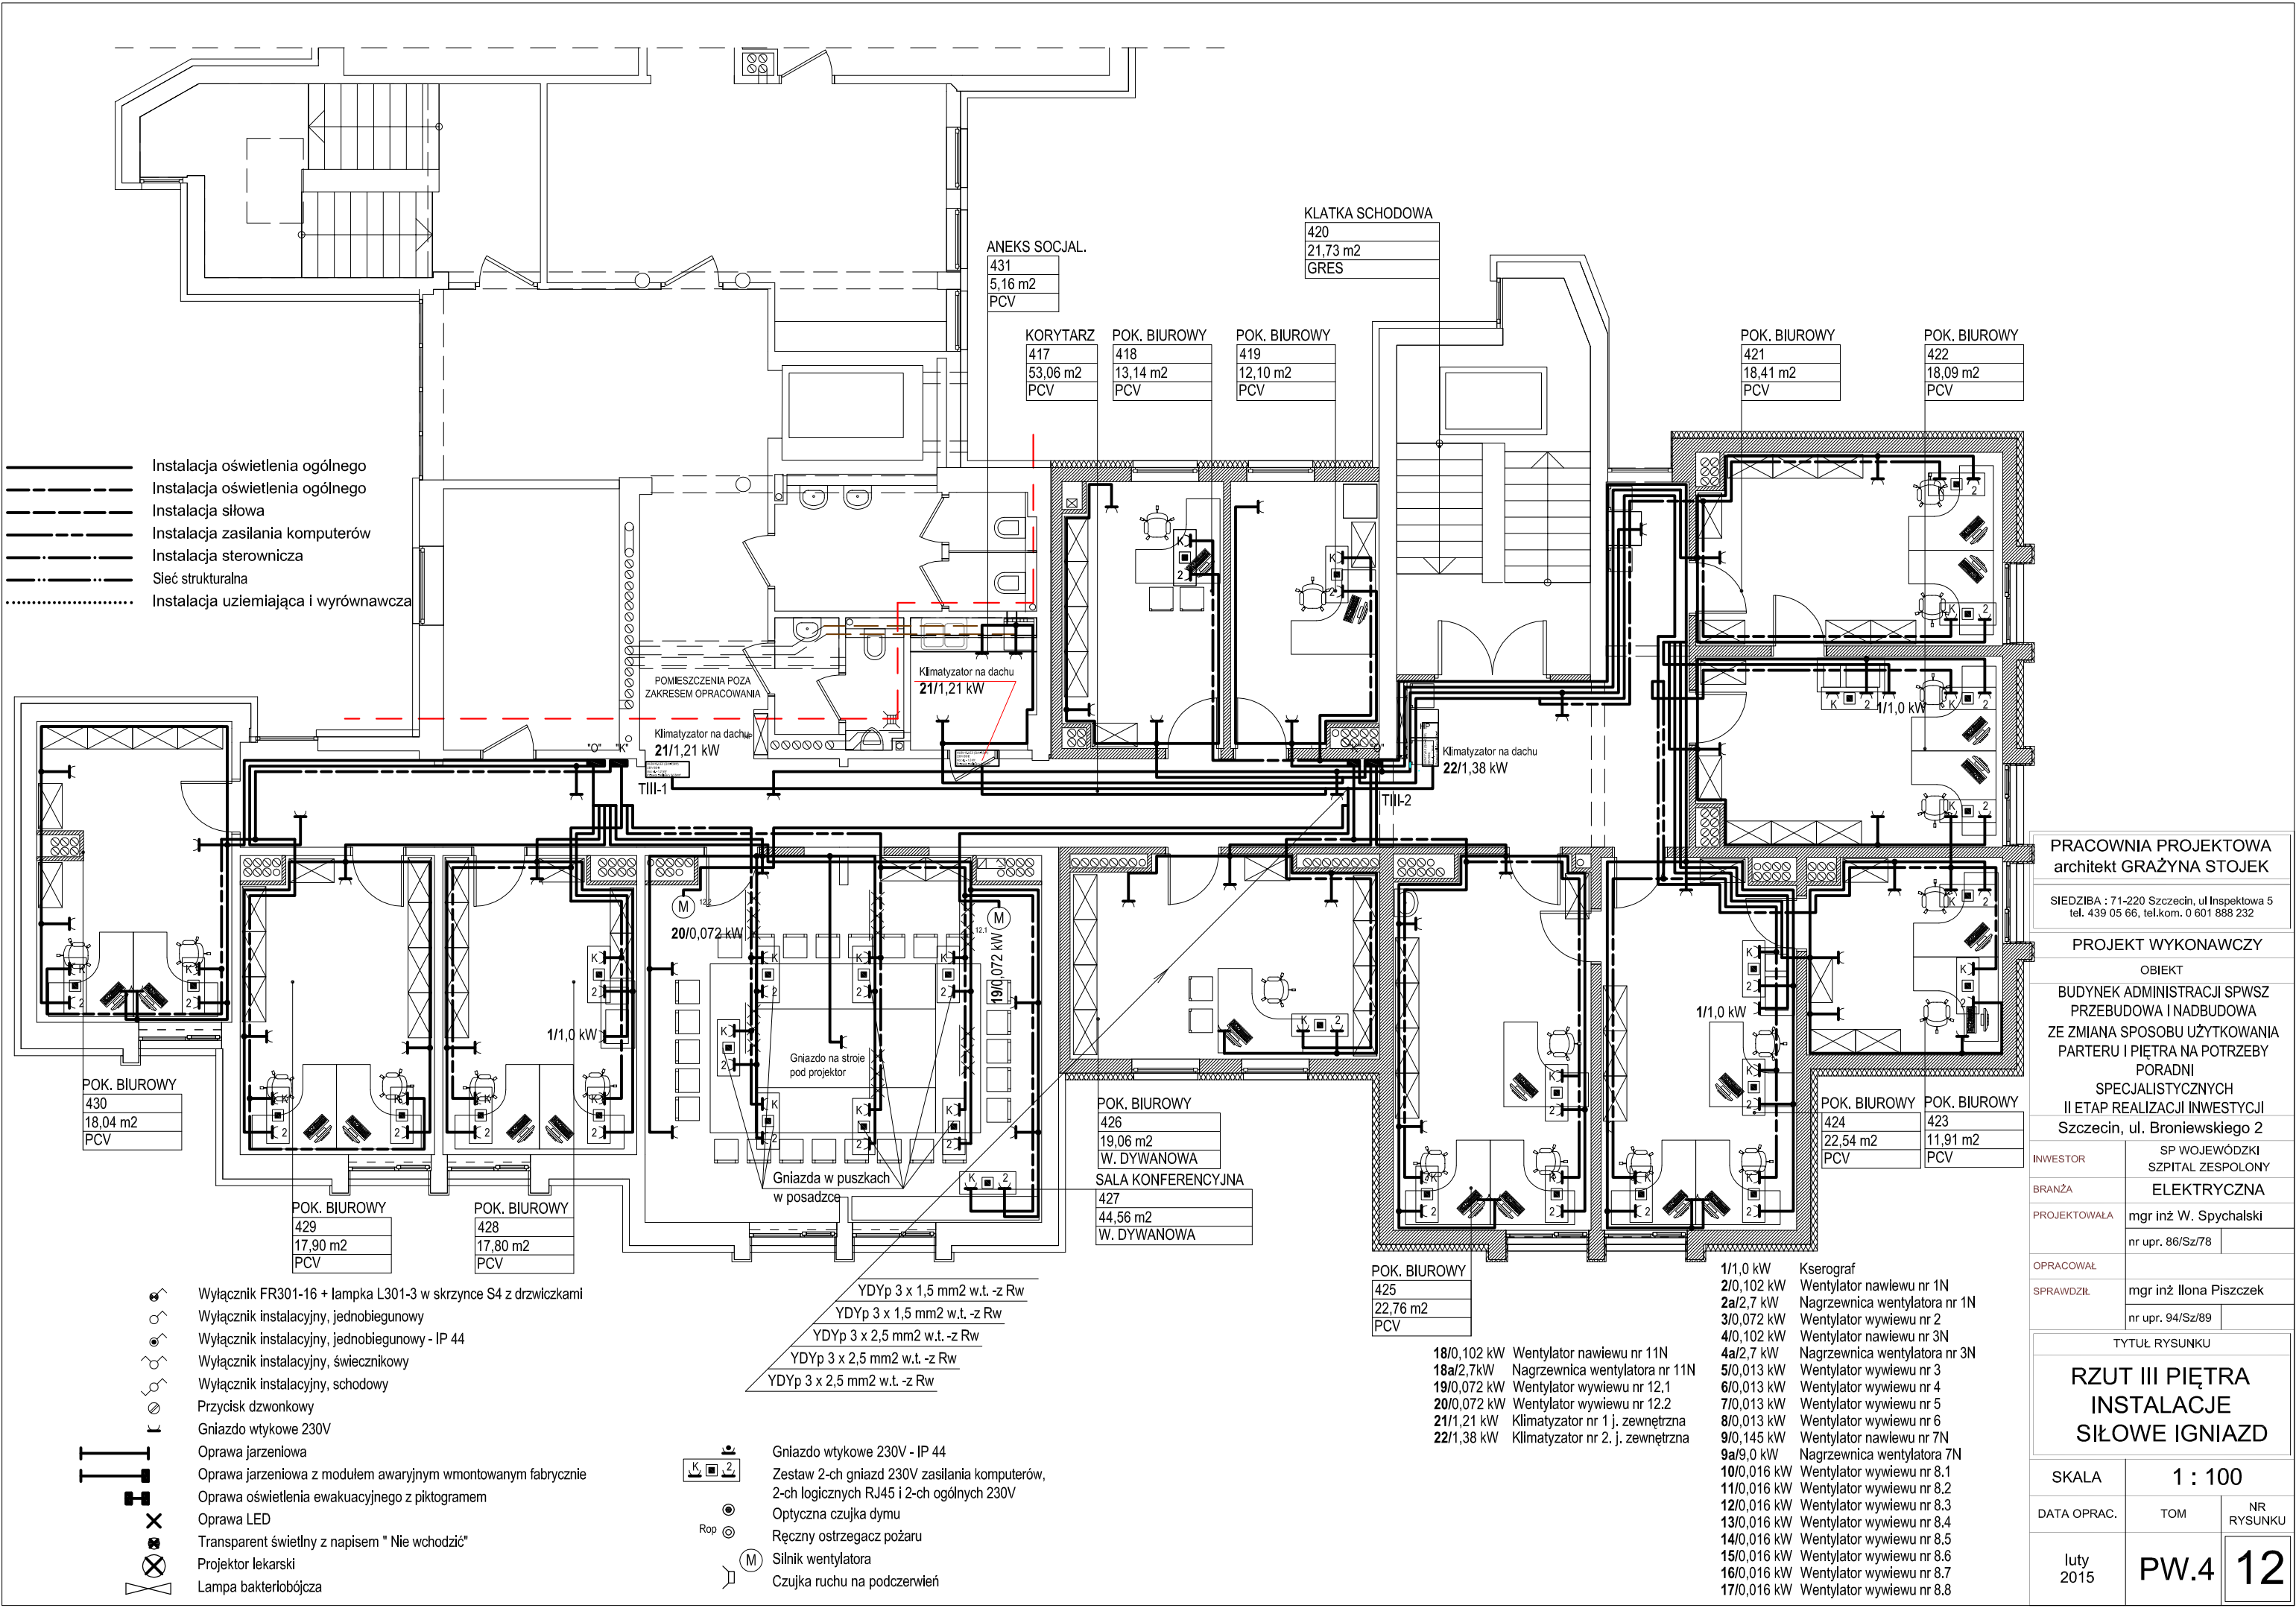 KLATKA SCHODOWA
420
21,73 m2
GRES
ANEKS SOCJAL.
431
5,16 m2
PCV
KORYTARZ
417
53,06 m2
PCV
POK. BIUROWY
418
13,14 m2
PCV
POK. BIUROWY
419
12,10 m2
PCV
POK. BIUROWY
421
18,41 m2
PCV
POK. BIUROWY
422
18,09 m2
PCV
Instalacja oświetlenia ogólnego
Instalacja oświetlenia ogólnego
Instalacja siłowa
Instalacja zasilania komputerów
Instalacja sterownicza
Sieć strukturalna
Instalacja uziemiająca i wyrównawcza
POMIESZCZENIA POZA
ZAKRESEM OPRACOWANIA
Klimatyzator na dachu
21/1,21 kW
Klimatyzator na dachu
21/1,21 kW
Klimatyzator na dachu
22/1,38 kW
"O" "K"
TIII-1
TIII-2
1/1,0 kW
M 12.2
20/0,072 kW
M
12.1
19/0,072 kW
1/1,0 kW
1/1,0 kW
Gniazdo na stroie
pod projektor
Gniazda w puszkach
w posadzce
POK. BIUROWY
430
18,04 m2
PCV
POK. BIUROWY
429
17,90 m2
PCV
POK. BIUROWY
428
17,80 m2
PCV
POK. BIUROWY
426
19,06 m2
W. DYWANOWA
SALA KONFERENCYJNA
427
44,56 m2
W. DYWANOWA
POK. BIUROWY
424
22,54 m2
PCV
POK. BIUROWY
423
11,91 m2
PCV
POK. BIUROWY
425
22,76 m2
PCV
YDYp 3 x 1,5 mm2 w.t. -z Rw
YDYp 3 x 1,5 mm2 w.t. -z Rw
YDYp 3 x 2,5 mm2 w.t. -z Rw
YDYp 3 x 2,5 mm2 w.t. -z Rw
YDYp 3 x 2,5 mm2 w.t. -z Rw
Wyłącznik FR301-16 + lampka L301-3 w skrzynce S4 z drzwiczkami
Wyłącznik instalacyjny, jednobiegunowy
Wyłącznik instalacyjny, jednobiegunowy - IP 44
Wyłącznik instalacyjny, świecznikowy
Wyłącznik instalacyjny, schodowy
Przycisk dzwonkowy
Gniazdo wtykowe 230V
Oprawa jarzeniowa
Oprawa jarzeniowa z modułem awaryjnym wmontowanym fabrycznie
Oprawa oświetlenia ewakuacyjnego z piktogramem
Oprawa LED
Transparent świetlny z napisem " Nie wchodzić"
Projektor lekarski
Lampa bakteriobójcza
Gniazdo wtykowe 230V - IP 44
K 2 Zestaw 2-ch gniazd 230V zasilania komputerów,
2-ch logicznych RJ45 i 2-ch ogólnych 230V
Optyczna czujka dymu
Rop Ręczny ostrzegacz pożaru
M Silnik wentylatora
Czujka ruchu na podczerwień
18/0,102 kW Wentylator nawiewu nr 11N
18a/2,7kW Nagrzewnica wentylatora nr 11N
19/0,072 kW Wentylator wywiewu nr 12.1
20/0,072 kW Wentylator wywiewu nr 12.2
21/1,21 kW Klimatyzator nr 1 j. zewnętrzna
22/1,38 kW Klimatyzator nr 2. j. zewnętrzna
1/1,0 kW Kserograf
2/0,102 kW Wentylator nawiewu nr 1N
2a/2,7 kW Nagrzewnica wentylatora nr 1N
3/0,072 kW Wentylator wywiewu nr 2
4/0,102 kW Wentylator nawiewu nr 3N
4a/2,7 kW Nagrzewnica wentylatora nr 3N
5/0,013 kW Wentylator wywiewu nr 3
6/0,013 kW Wentylator wywiewu nr 4
7/0,013 kW Wentylator wywiewu nr 5
8/0,013 kW Wentylator wywiewu nr 6
9/0,145 kW Wentylator nawiewu nr 7N
9a/9,0 kW Nagrzewnica wentylatora 7N
10/0,016 kW Wentylator wywiewu nr 8.1
11/0,016 kW Wentylator wywiewu nr 8.2
12/0,016 kW Wentylator wywiewu nr 8.3
13/0,016 kW Wentylator wywiewu nr 8.4
14/0,016 kW Wentylator wywiewu nr 8.5
15/0,016 kW Wentylator wywiewu nr 8.6
16/0,016 kW Wentylator wywiewu nr 8.7
17/0,016 kW Wentylator wywiewu nr 8.8
PRACOWNIA PROJEKTOWA
architekt GRAŻYNA STOJEK
SIEDZIBA : 71-220 Szczecin, ul Inspektowa 5
tel. 439 05 66, tel.kom. 0 601 888 232
PROJEKT WYKONAWCZY
OBIEKT
BUDYNEK ADMINISTRACJI SPWSZ
PRZEBUDOWA I NADBUDOWA
ZE ZMIANA SPOSOBU UŻYTKOWANIA
PARTERU I PIĘTRA NA POTRZEBY
PORADNI
SPECJALISTYCZNYCH
II ETAP REALIZACJI INWESTYCJI
Szczecin, ul. Broniewskiego 2
INWESTOR SP WOJEWÓDZKI
SZPITAL ZESPOLONY
BRANŻA ELEKTRYCZNA
PROJEKTOWAŁA mgr inż W. Spychalski
nr upr. 86/Sz/78
OPRACOWAŁ
SPRAWDZIŁ mgr inż Ilona Piszczek
nr upr. 94/Sz/89
TYTUŁ RYSUNKU
RZUT III PIĘTRA
INSTALACJE
SIŁOWE IGNIAZD
SKALA 1 : 100
DATA OPRAC. TOM NR
RYSUNKU
luty
2015
PW.4 12